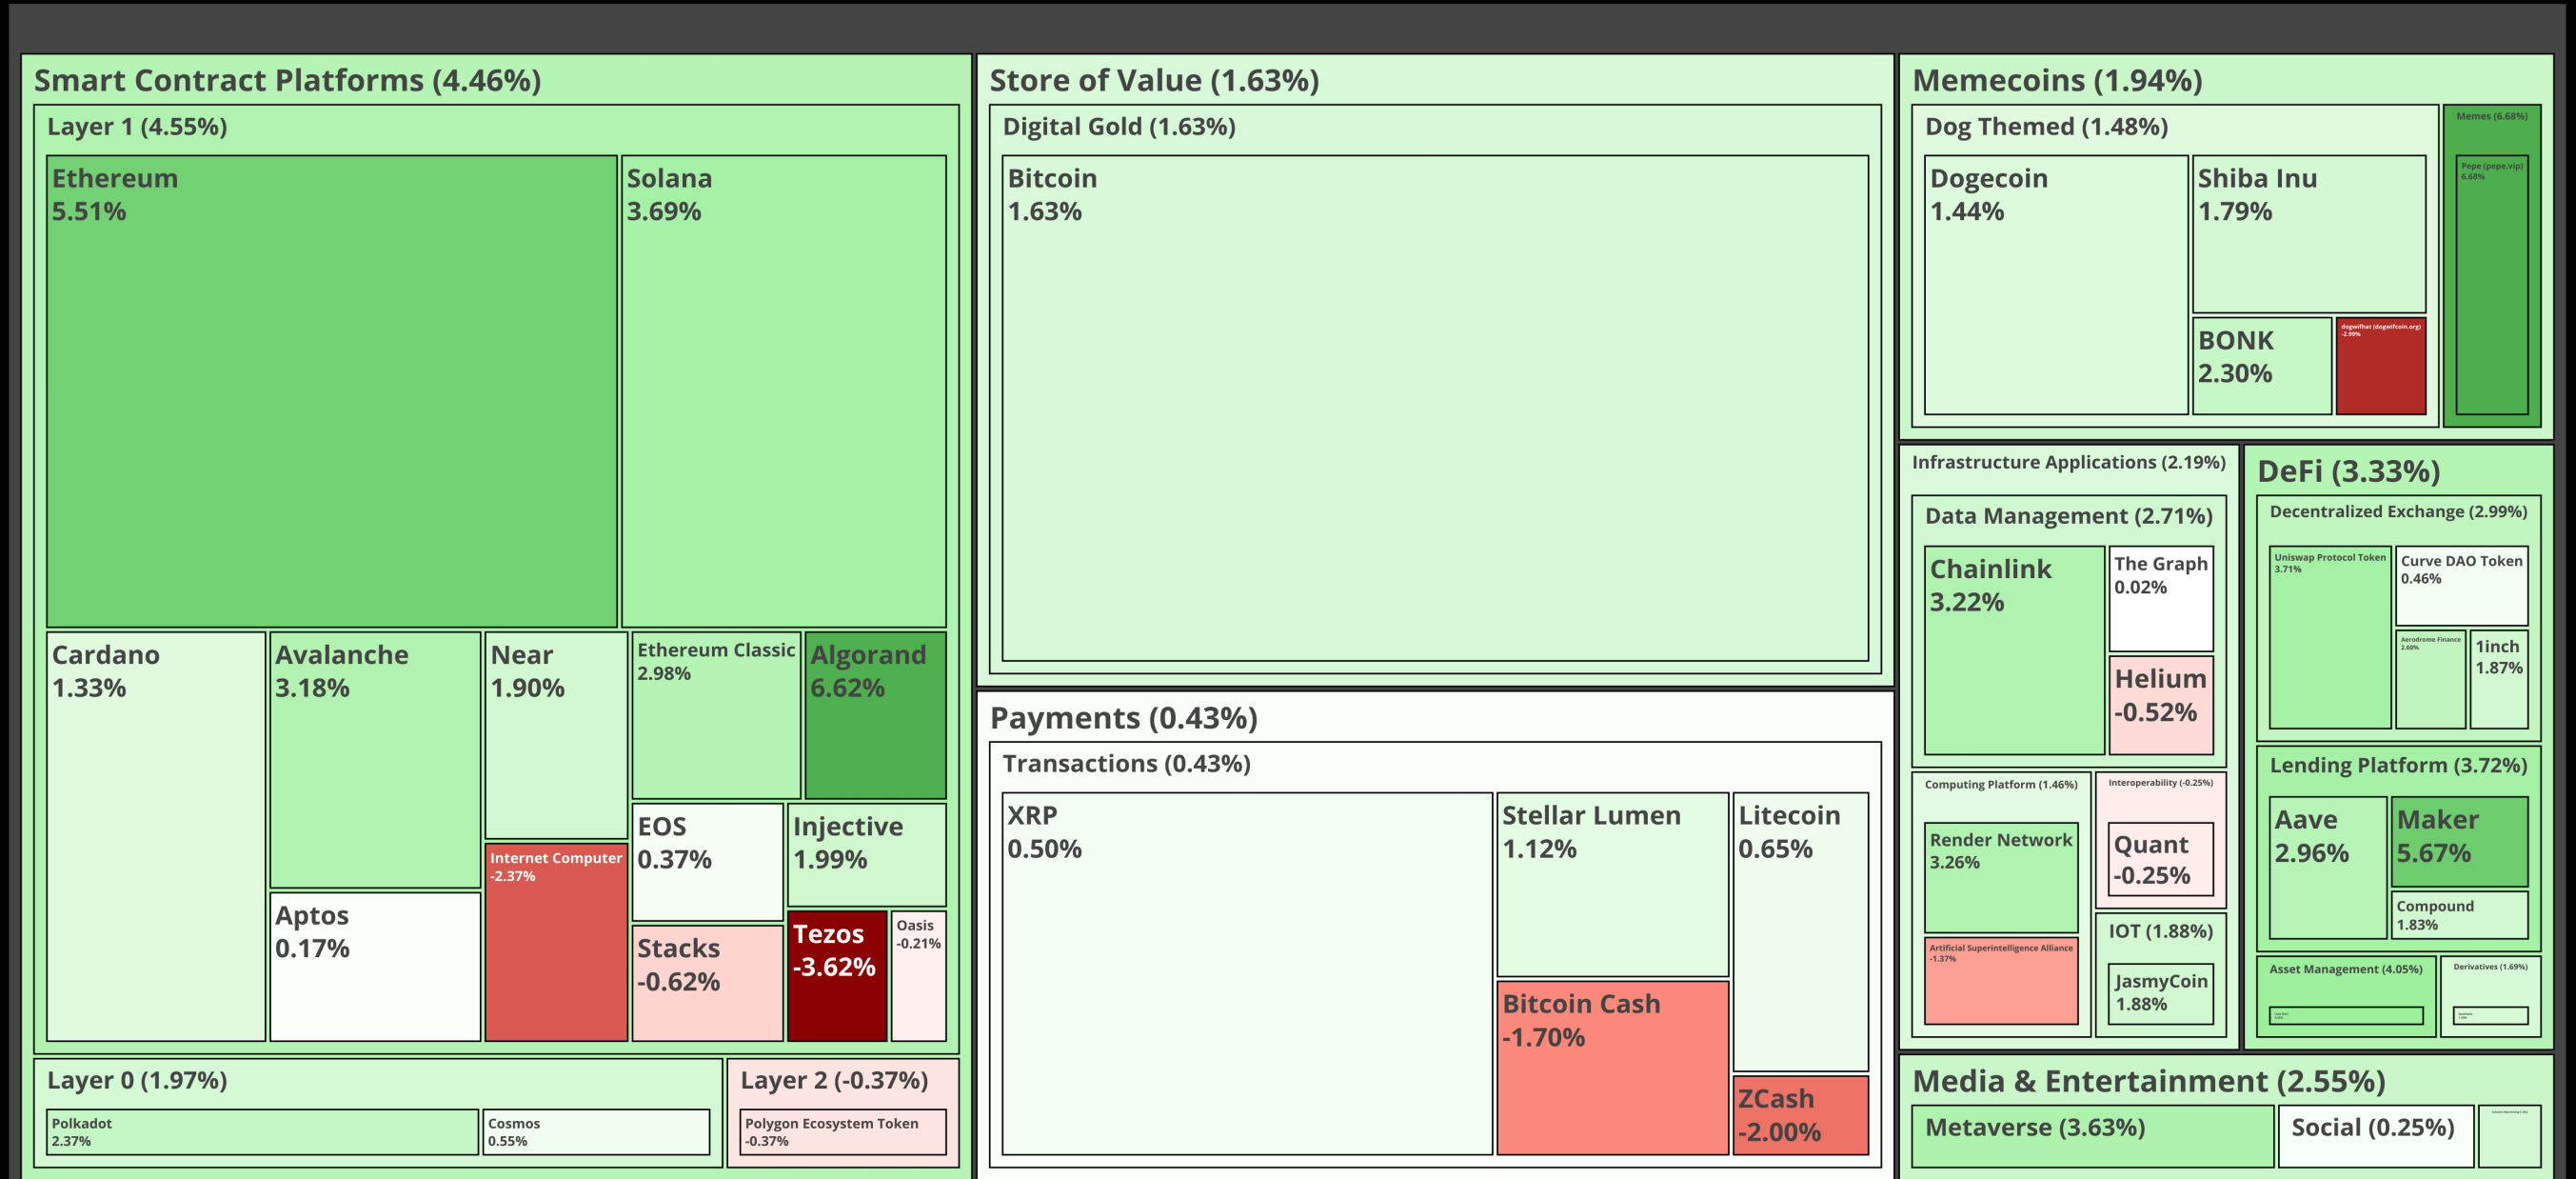 Smart Contract Platforms (4.46%)
Layer 1 (4.55%)
Ethereum
5.51%
Solana
3.69%
Cardano
1.33%
Avalanche
3.18%
Aptos
0.17%
Near
1.90%
Internet Computer
-2.37%
Ethereum Classic
2.98%
Algorand
6.62%
EOS
0.37%
Injective
1.99%
Stacks
-0.62%
Tezos
-3.62%
Oasis
-0.21%
Layer 0 (1.97%)
Polkadot
2.37%
Cosmos
0.55%
Layer 2 (-0.37%)
Polygon Ecosystem Token
-0.37%
Store of Value (1.63%)
Digital Gold (1.63%)
Bitcoin
1.63%
Payments (0.43%)
Transactions (0.43%)
XRP
0.50%
Stellar Lumen
1.12%
Bitcoin Cash
-1.70%
Litecoin
0.65%
ZCash
-2.00%
Memecoins (1.94%)
Dog Themed (1.48%)
Dogecoin
1.44%
Shiba Inu
1.79%
BONK
2.30%
dogwifhat (dogwifcoin.org)
-2.99%
Memes (6.68%)
Pepe (pepe.vip)
6.68%
Infrastructure Applications (2.19%)
Data Management (2.71%)
Chainlink
3.22%
The Graph
0.02%
Helium
-0.52%
Computing Platform (1.46%)
Render Network
3.26%
Artificial Superintelligence Alliance
-1.37%
Interoperability (-0.25%)
Quant
-0.25%
IOT (1.88%)
JasmyCoin
1.88%
DeFi (3.33%)
Decentralized Exchange (2.99%)
Uniswap Protocol Token
3.71%
Curve DAO Token
0.46%
Aerodrome Finance
2.60%
1inch
1.87%
Lending Platform (3.72%)
Aave
2.96%
Maker
5.67%
Compound
1.83%
Asset Management (4.05%)
Derivatives (1.69%)
Media & Entertainment (2.55%)
Metaverse (3.63%)
Social (0.25%)